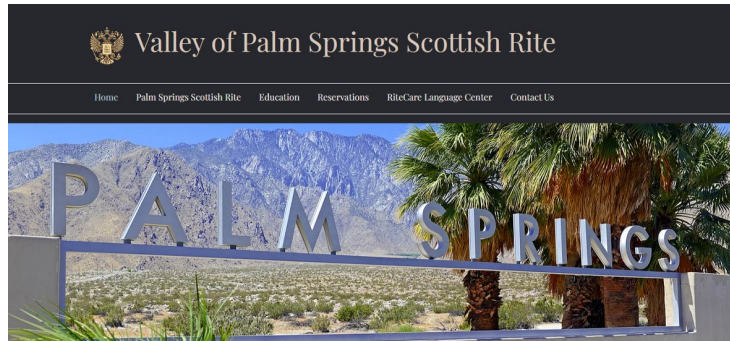 Valley of Palm Springs Scottish Rite
Home Palm Springs Scottish Rite Education Reservations RiteCare Language Center Contact Us
PALM SPRINGS